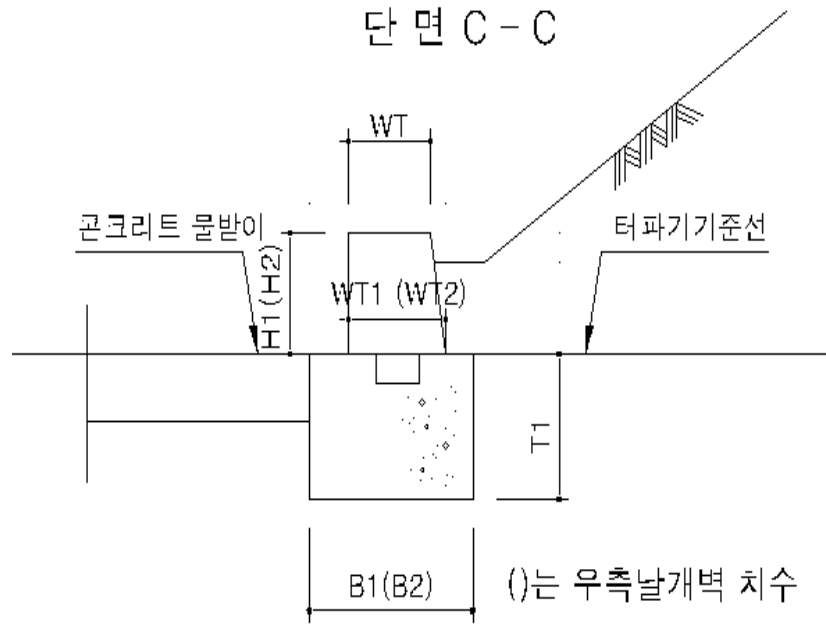 단 면 C - C
WT
콘크리트 물받이
터파기기준선
H1(H2)
WT1 (WT2)
T1
B1(B2)
()는 우측날개벽 치수